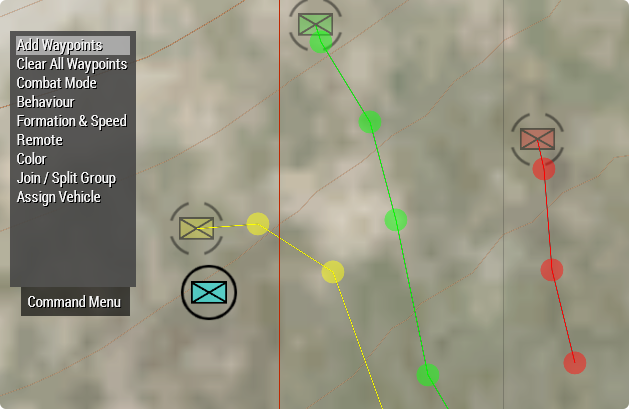 Add Waypoints
Clear All Waypoints
Combat Mode
Behaviour
Formation & Speed
Remote
Color
Join / Split Group
Assign Vehicle
Command Menu